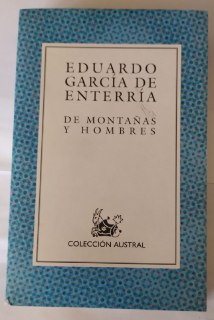 EDUARDO
GARCÍA DE
ENTERRÍA
DE MONTAÑAS
Y HOMBRES
COLECCIÓN AUSTRAL